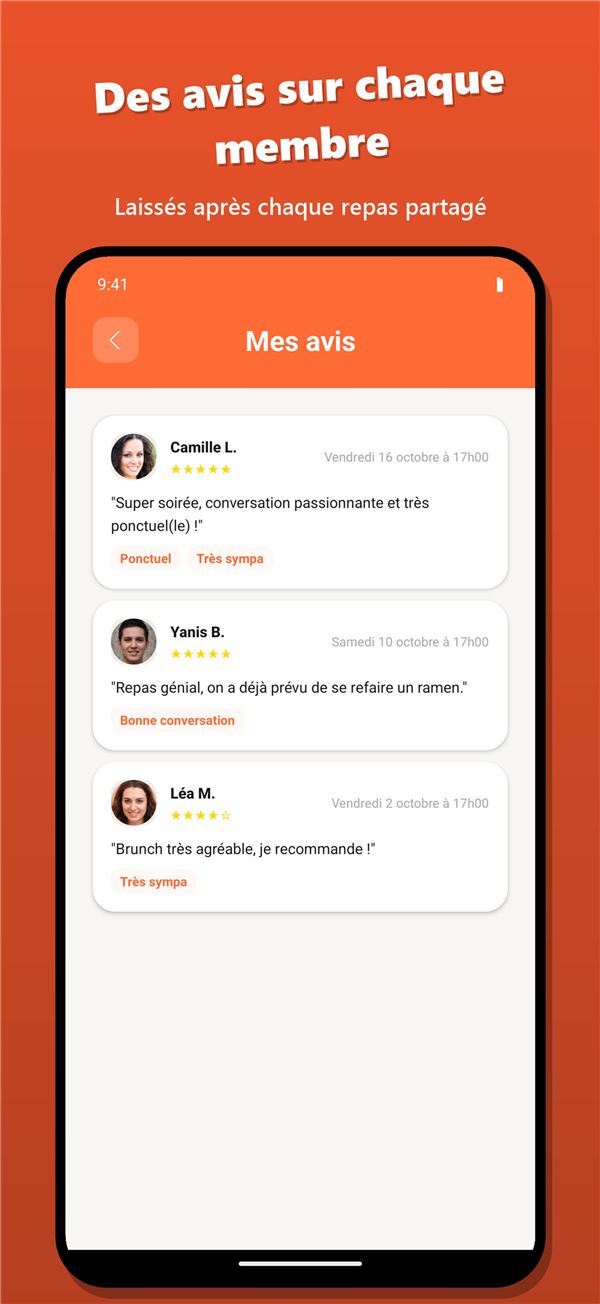 Des avis sur chaque
membre
Laissés après chaque repas partagé
9:41
Mes avis
Camille L.
Vendredi 16 octobre à 17h00
★★★★★
"Super soirée, conversation passionnante et très
ponctuel(le) !"
Ponctuel Très sympa
Yanis B.
Samedi 10 octobre à 17h00
★★★★★
"Repas génial, on a déjà prévu de se refaire un ramen."
Bonne conversation
Léa M.
Vendredi 2 octobre à 17h00
★★★★☆
"Brunch très agréable, je recommande !"
Très sympa